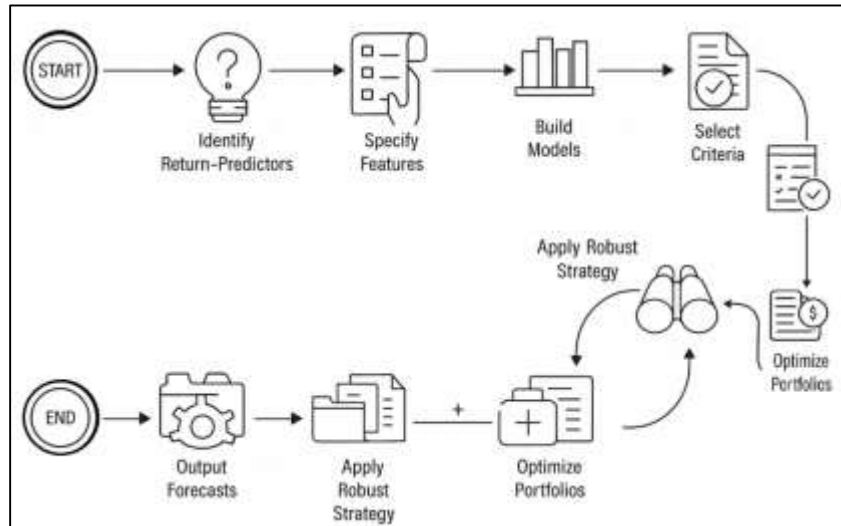 START
Identify
Return-Predictors
Specify
Features
Build
Models
Select
Criteria
Apply Robust
Strategy
$
Optimize
Portfolios
END
Output
Forecasts
Apply
Robust
Strategy
+
Optimize
Portfolios